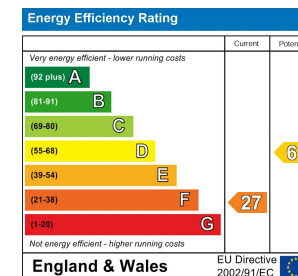 Energy Efficiency Rating
Current
Very energy efficient - lower running costs
(92 plus) A
(81-91) B
(69-80) C
(55-68) D
(39-54) E
(21-38) F 27
(1-20) G
Not energy efficient - higher running costs
England & Wales
EU Directive
2002/91/EC